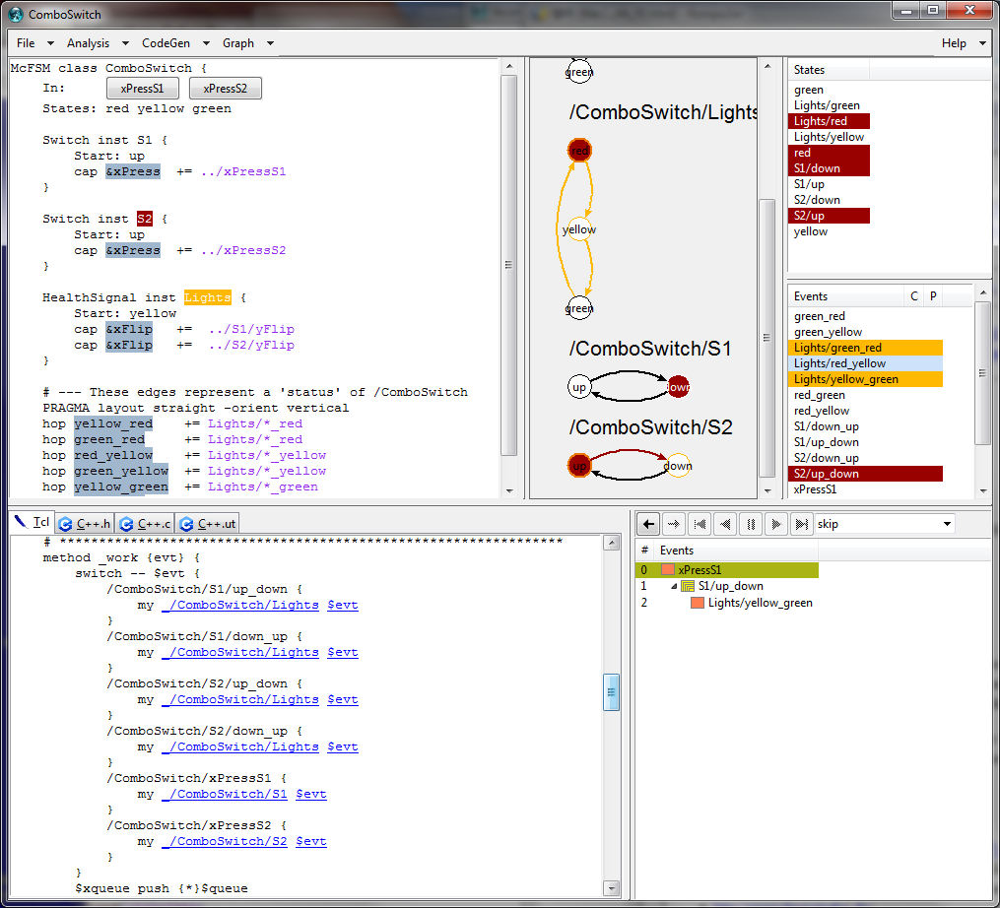 ComboSwitch
File Analysis CodeGen Graph Help
McFSM class ComboSwitch {
In: xPressS1 xPressS2
States: red yellow green
Switch inst S1 {
Start: up
cap &xPress += ../xPressS1
}
Switch inst S2 {
Start: up
cap &xPress += ../xPressS2
}
HealthSignal inst Lights {
Start: yellow
cap &xFlip += ../S1/yFlip
cap &xFlip += ../S2/yFlip
}
# --- These edges represent a 'status' of /ComboSwitch
PRAGMA layout straight -orient vertical
hop yellow_red += Lights/*_red
hop green_red += Lights/*_red
hop red_yellow += Lights/*_yellow
hop green_yellow += Lights/*_yellow
hop yellow_green += Lights/*_green
green
/ComboSwitch/Lights
red
yellow
green
/ComboSwitch/S1
up down
/ComboSwitch/S2
up down
States
green
Lights/green
Lights/red
Lights/yellow
red
S1/down
S1/up
S2/down
S2/up
yellow
Events C P
green_red
green_yellow
Lights/green_red
Lights/red_yellow
Lights/yellow_green
red_green
red_yellow
S1/down_up
S1/up_down
S2/down_up
S2/up_down
xPressS1
Tcl C++.h C++.c C++.ut
# ****************************************************************
method _work {evt} {
switch -- $evt {
/ComboSwitch/S1/up_down {
my _/ComboSwitch/Lights $evt
}
/ComboSwitch/S1/down_up {
my _/ComboSwitch/Lights $evt
}
/ComboSwitch/S2/up_down {
my _/ComboSwitch/Lights $evt
}
/ComboSwitch/S2/down_up {
my _/ComboSwitch/Lights $evt
}
/ComboSwitch/xPressS1 {
my _/ComboSwitch/S1 $evt
}
/ComboSwitch/xPressS2 {
my _/ComboSwitch/S2 $evt
}
}
$xqueue push {*}$queue
skip
# Events
0 xPressS1
1 S1/up_down
2 Lights/yellow_green